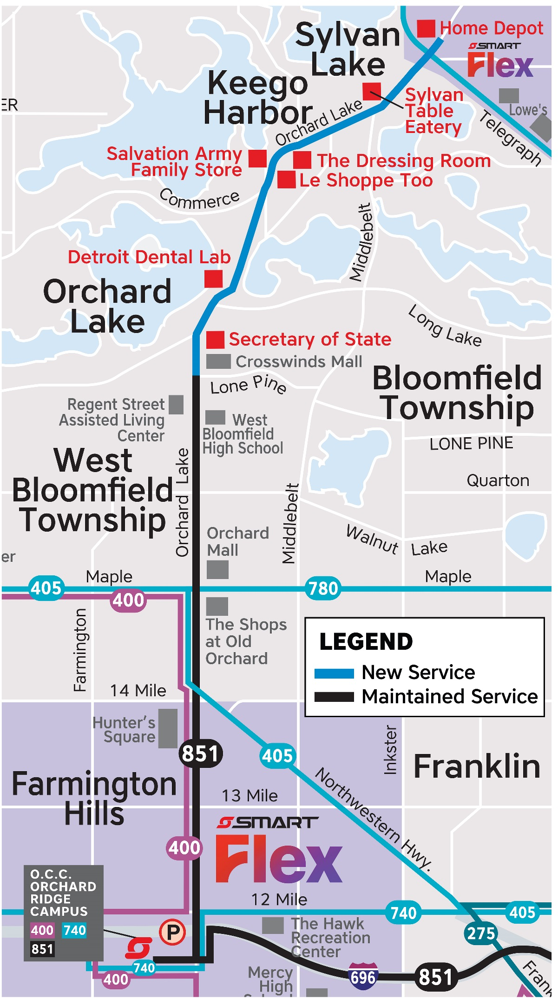 Sylvan
Lake
Home Depot
SMART
Flex
Keego
Harbor
ER
Sylvan
Table
Eatery
Lowe's
Orchard Lake
Telegraph
Salvation Army
Family Store
The Dressing Room
Le Shoppe Too
Commerce
Middlebelt
Detroit Dental Lab
Orchard
Lake
Long Lake
Secretary of State
Crosswinds Mall
Bloomfield
Township
Lone Pine
Regent Street
Assisted Living
Center
West
Bloomfield
High School
LONE PINE
West
Bloomfield
Township
Orchard Lake
Quarton
Middlebelt
Orchard
Mall
Walnut Lake
er
Maple
Maple
405
400
780
Farmington
The Shops
at Old
Orchard
LEGEND
New Service
Maintained Service
14 Mile
Hunter's
Square
851
405
Inkster
Franklin
Farmington
Hills
13 Mile
Northwestern Hwy.
SMART
Flex
400
12 Mile
O.C.C.
ORCHARD
RIDGE
CAMPUS
400 740
851
P
740
405
275
The Hawk
Recreation
Center
740
400
Mercy
High
696
851
Frank